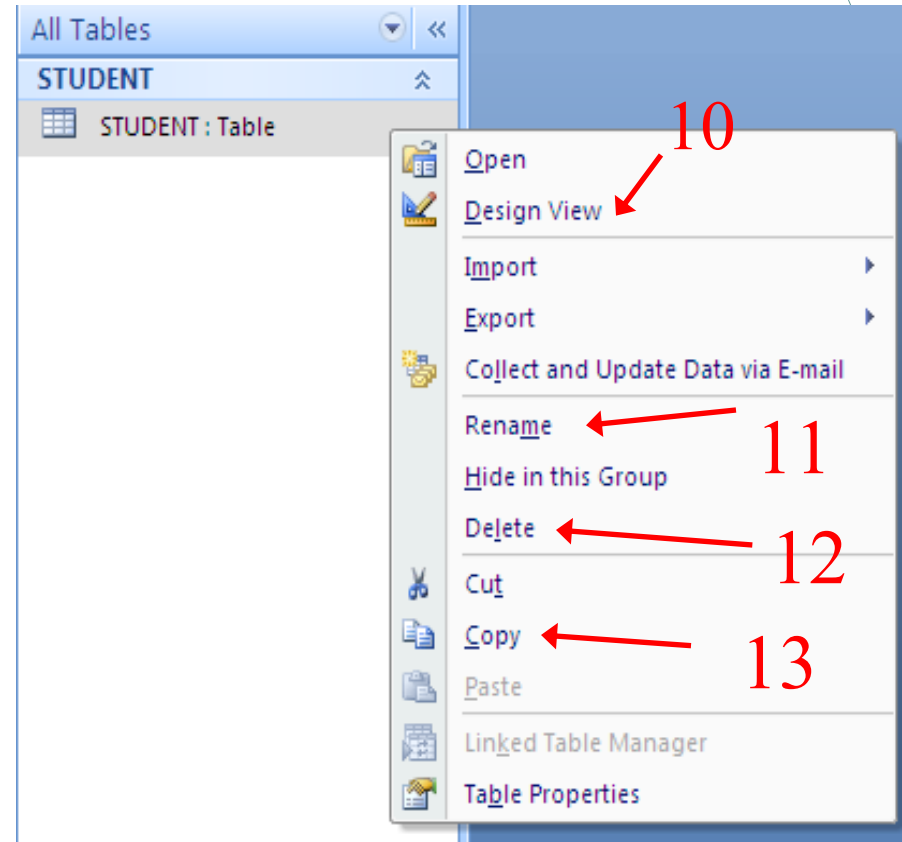 All Tables
STUDENT
STUDENT : Table
10
Open
Design View
Import
Export
Collect and Update Data via E-mail
Rename
11
Hide in this Group
Delete
12
Cut
Copy
13
Paste
Linked Table Manager
Table Properties